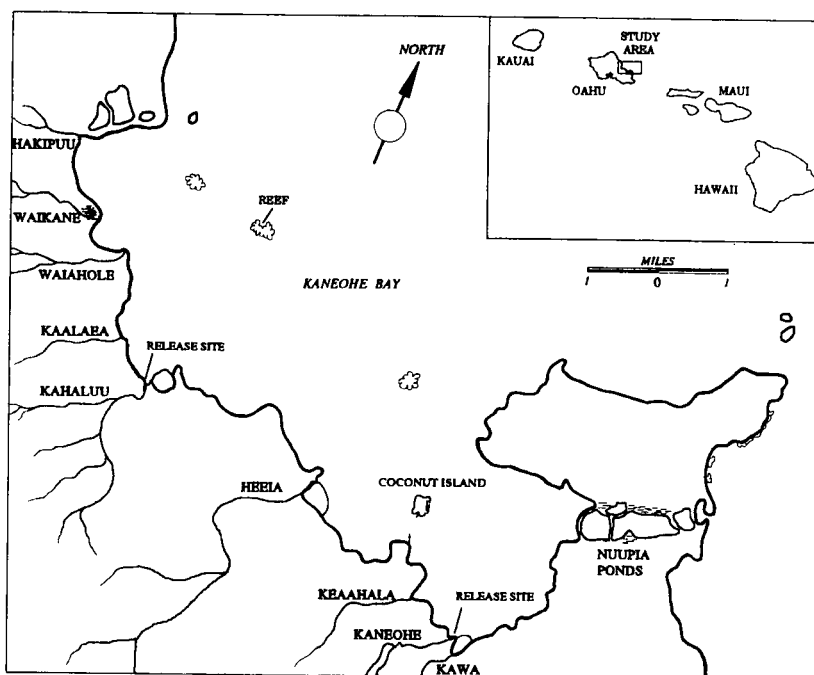 NORTH
STUDY
AREA
KAUAI
OAHU
MAUI
HAWAII
HAKIPUU
REEF
WAIKANE
MILES
1 0 1
KANEOHE BAY
WAIAHOLE
KAALAEA
RELEASE SITE
KAHALUU
HEEIA
COCONUT ISLAND
NUUPIA
PONDS
KEAAHALA
RELEASE SITE
KANEOHE
KAWA